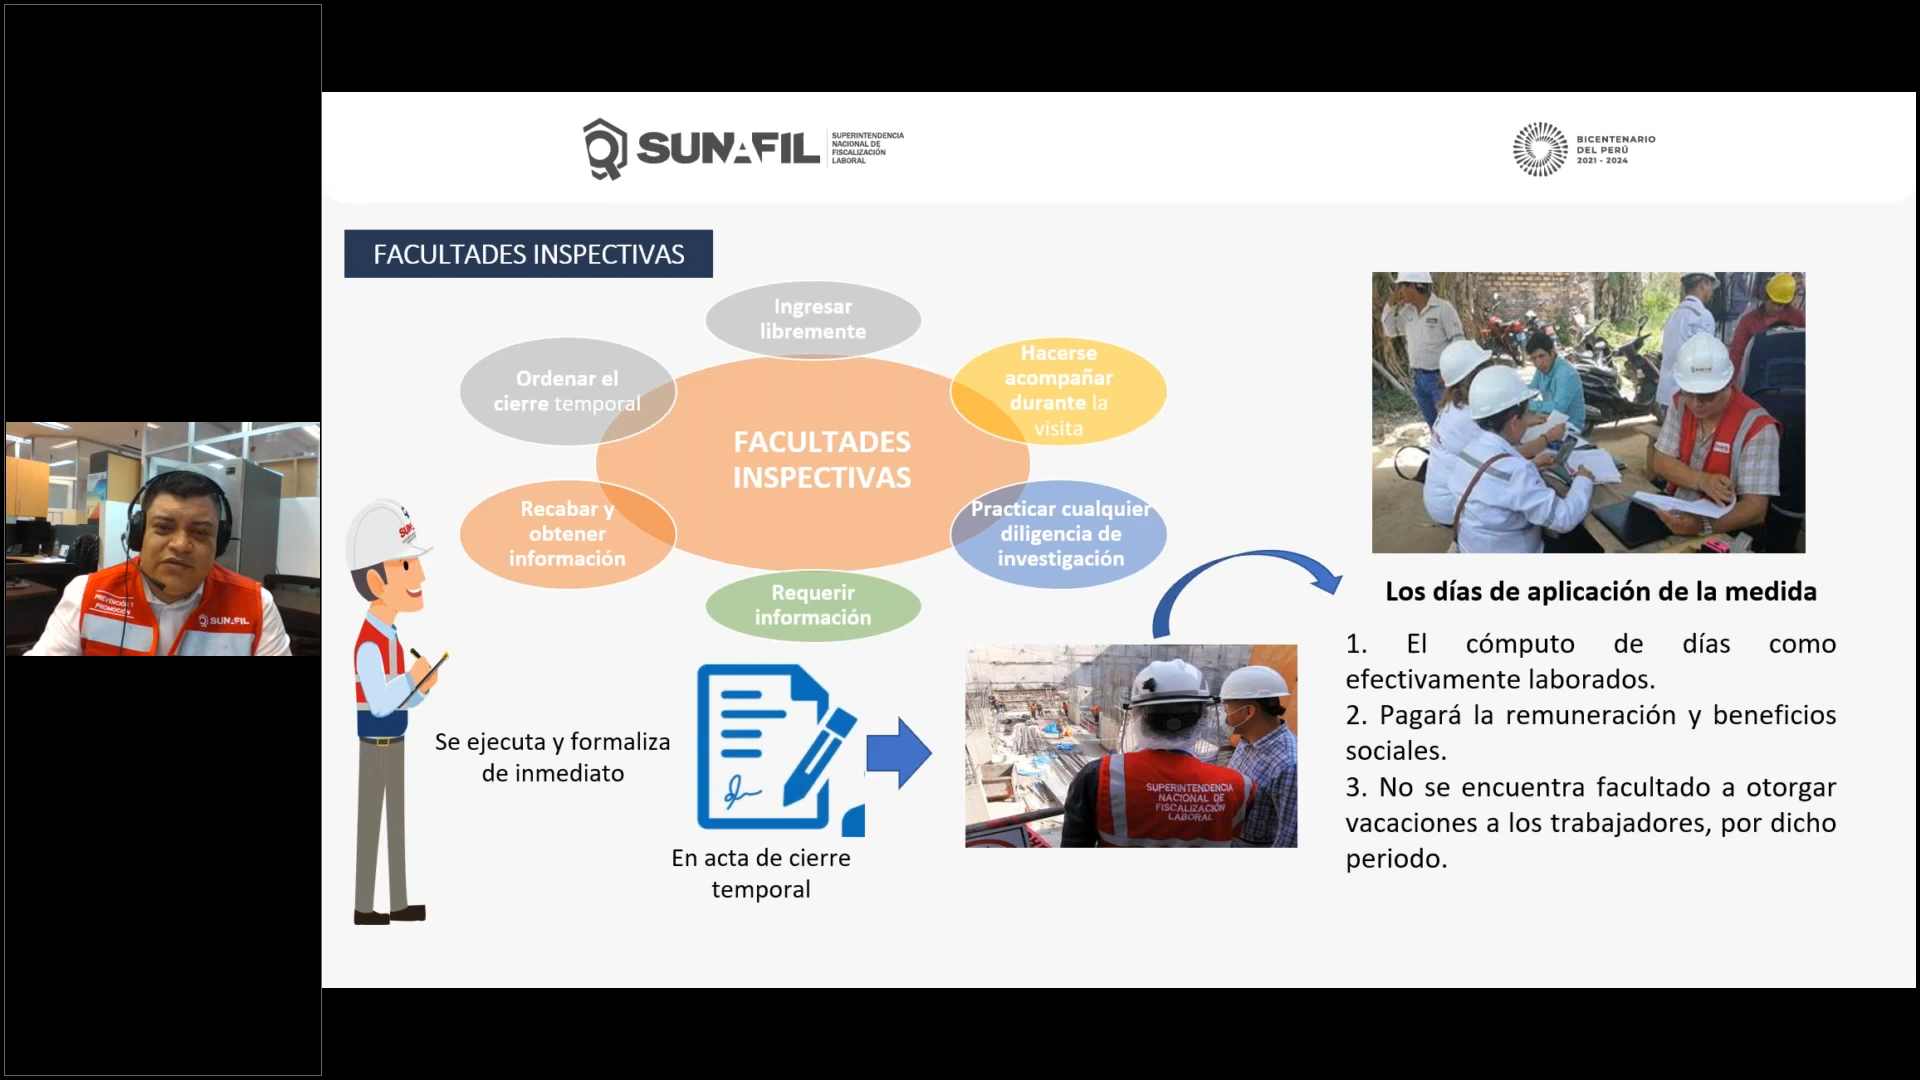 SUNAFIL
SUPERINTENDENCIA
NACIONAL DE
FISCALIZACIÓN
LABORAL
BICENTENARIO
DEL PERÚ
2021 - 2024
FACULTADES INSPECTIVAS
Ingresar
libremente
Hacerse
acompañar
durante la
visita
Ordenar el
cierre temporal
FACULTADES
INSPECTIVAS
Recabar y
obtener
información
Practicar cualquier
diligencia de
investigación
Requerir
información
PREVENCIÓN Y
PROMOCIÓN
SUNAFIL
Se ejecuta y formaliza
de inmediato
En acta de cierre
temporal
SUPERINTENDENCIA
NACIONAL DE
FISCALIZACIÓN
LABORAL
Los días de aplicación de la medida
1. El cómputo de días como
efectivamente laborados.
2. Pagará la remuneración y beneficios
sociales.
3. No se encuentra facultado a otorgar
vacaciones a los trabajadores, por dicho
periodo.